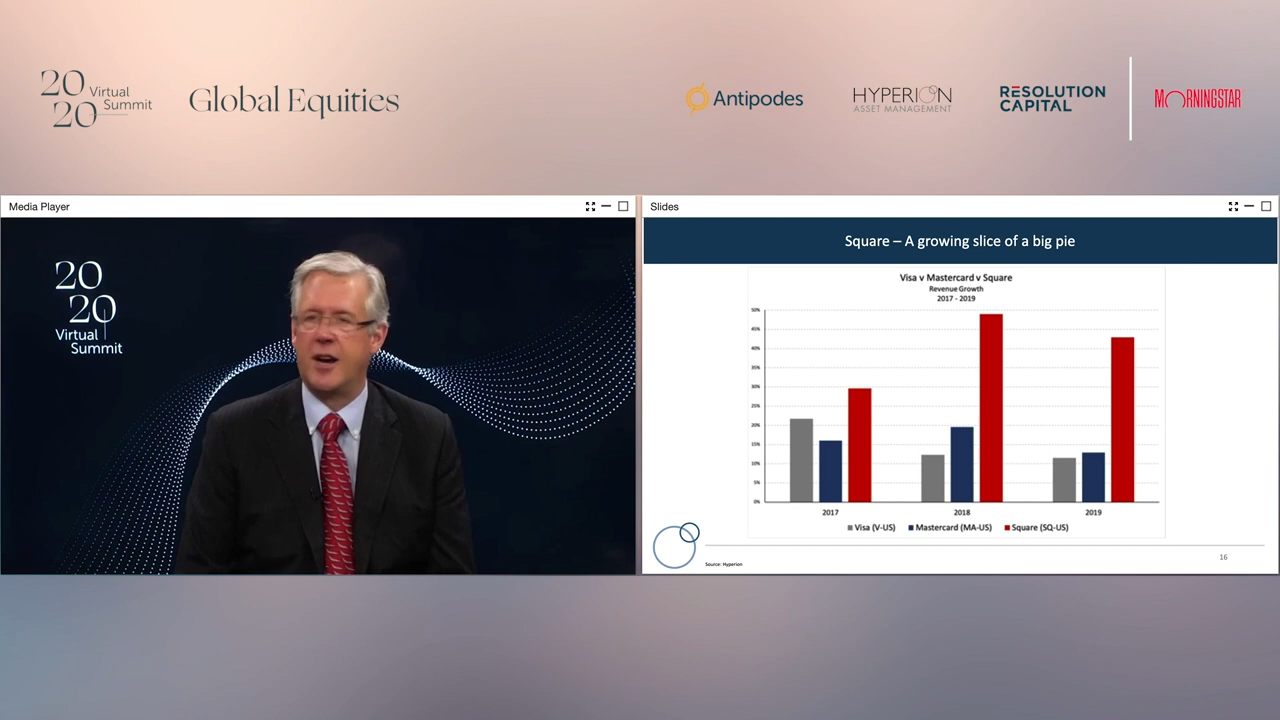 20
20
Virtual
Summit
Global Equities
Antipodes
HYPERION
ASSET MANAGEMENT
RESOLUTION
CAPITAL
MORNINGSTAR
Media Player
20
20
Virtual
Summit
Slides
Square – A growing slice of a big pie
Visa v Mastercard v Square
Revenue Growth
2017 - 2019
50%
45%
40%
35%
30%
25%
20%
15%
10%
5%
0%
2017 2018 2019
Visa (V-US) Mastercard (MA-US) Square (SQ-US)
Source: Hyperion
16